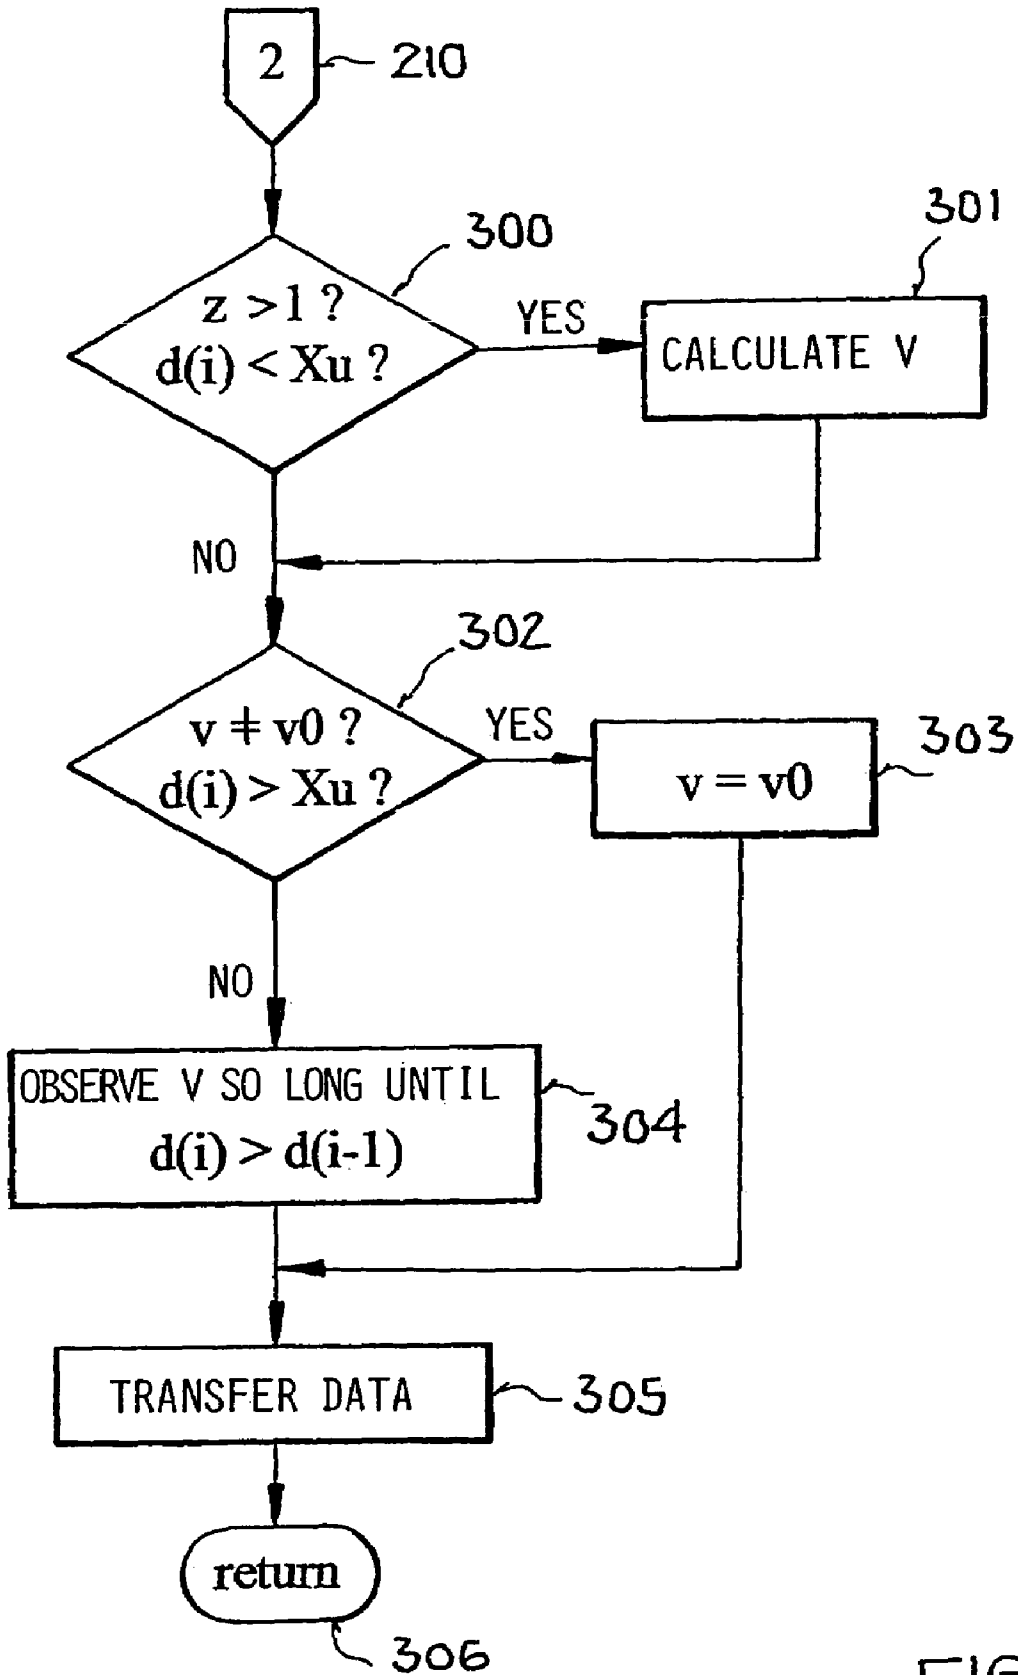 2
210
300
z > 1 ?
d(i) < Xu ?
YES
301
CALCULATE V
NO
302
v ≠ v0 ?
d(i) > Xu ?
YES
303
v = v0
NO
OBSERVE V SO LONG UNTIL
d(i) > d(i-1)
304
TRANSFER DATA
305
return
306